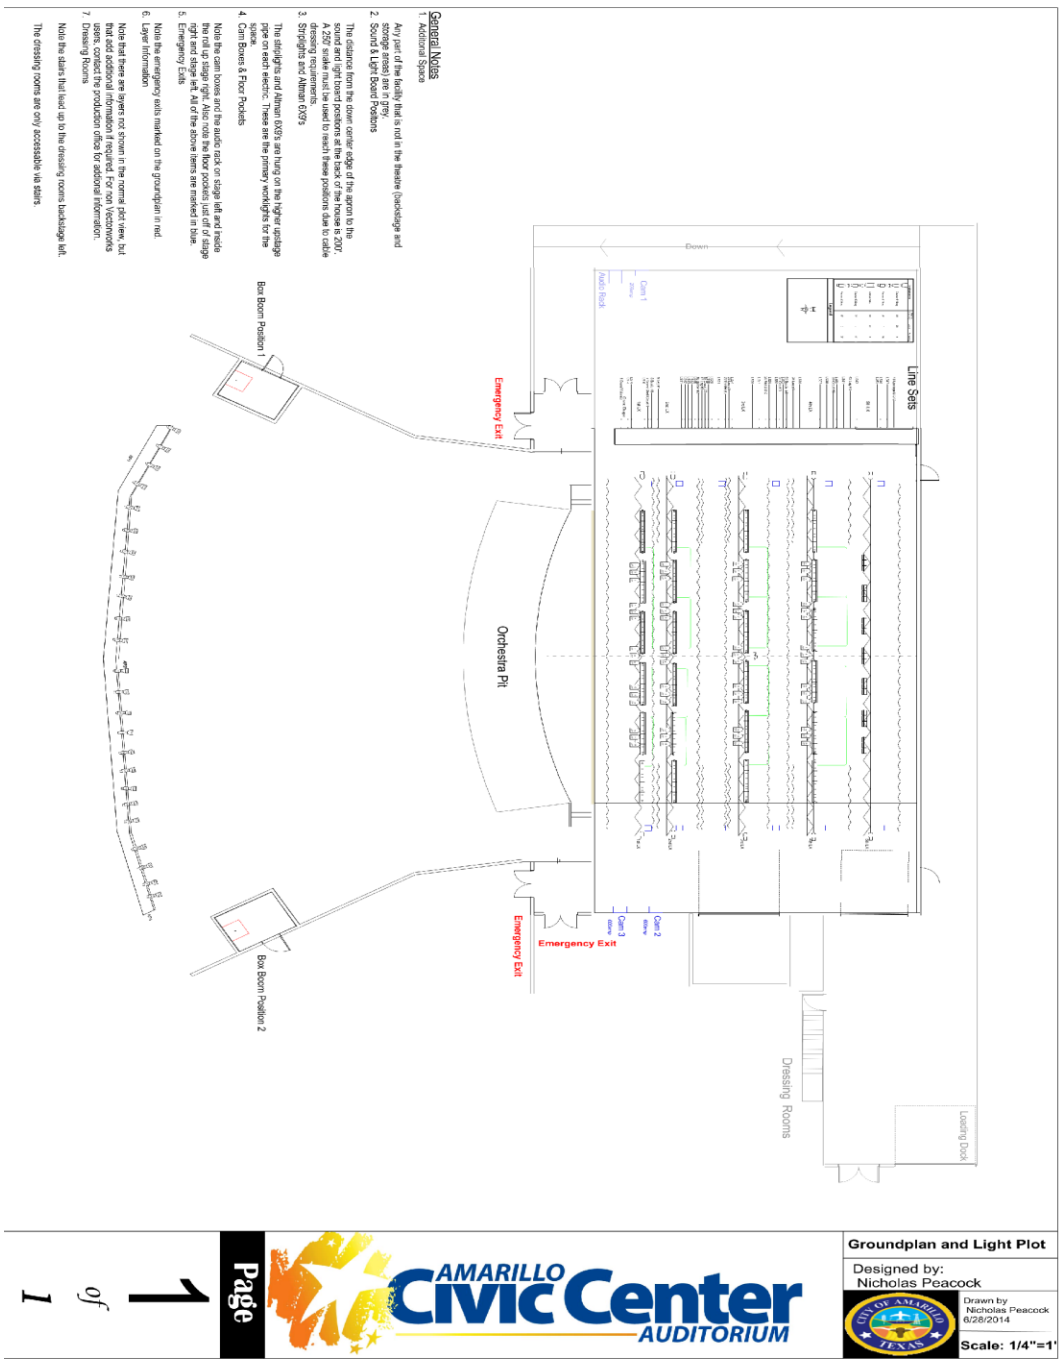 General Notes
1. Additional Space
Any part of the facility that is not in the theatre (backstage and
storage areas) are in grey.
2. Sound & Light Board Positions
The distance from the down center edge of the apron to the
sound and light board positions at the back of the house is 200'.
A 250' snake must be used to reach these positions due to cable
dressing requirements.
3. Striplights and Altman 6X9's
The striplights and Altman 6X9's are hung on the higher upstage
pipe on each electric. These are the primary worklights for the
space.
4. Cam Boxes & Floor Pockets
Note the cam boxes and the audio rack on stage left and inside
the roll up stage right. Also note the floor pockets just off of stage
right and stage left. All of the above items are marked in blue.
5. Emergency Exits
Note the emergency exits marked on the groundplan in red.
6. Layer Information
Note that there are layers not shown in the normal plot view, but
that add additional information if required. For non Vectorworks
users, contact the production office for additional information.
7. Dressing Rooms
Note the stairs that lead up to the dressing rooms backstage left.
The dressing rooms are only accessable via stairs.
Down
Audio Rack
Cam 1
Line Sets
Legend
Box Boom Position 1
Emergency Exit
Orchestra Pit
Box Boom Position 2
Emergency Exit
Emergency Exit
Cam 3
Cam 2
Dressing Rooms
Loading Dock
Page
1
of
1
AMARILLO
CIVIC Center
AUDITORIUM
Groundplan and Light Plot
Designed by:
Nicholas Peacock
CITY OF AMARILLO
TEXAS
Drawn by
Nicholas Peacock
6/28/2014
Scale: 1/4"=1'